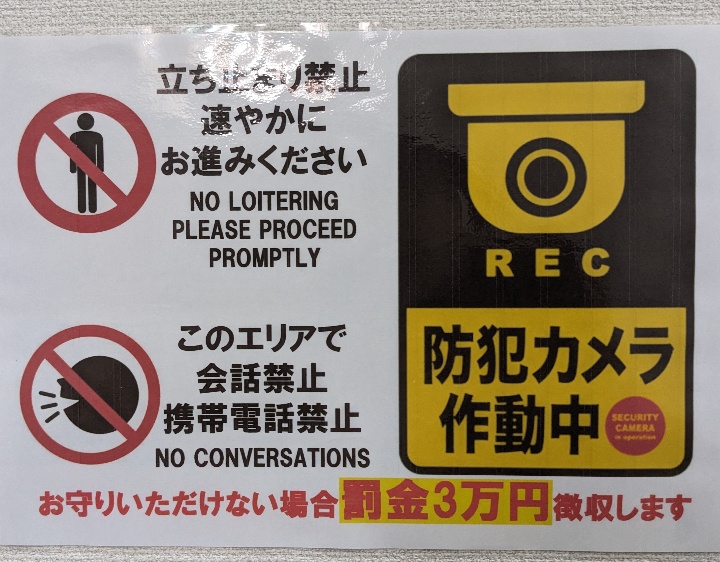 立ち止まり禁止
速やかに
お進みください
NO LOITERING
PLEASE PROCEED
PROMPTLY
このエリアで
会話禁止
携帯電話禁止
NO CONVERSATIONS
REC
防犯カメラ
作動中
SECURITY
CAMERA
in operation
お守りいただけない場合罰金3万円徴収します